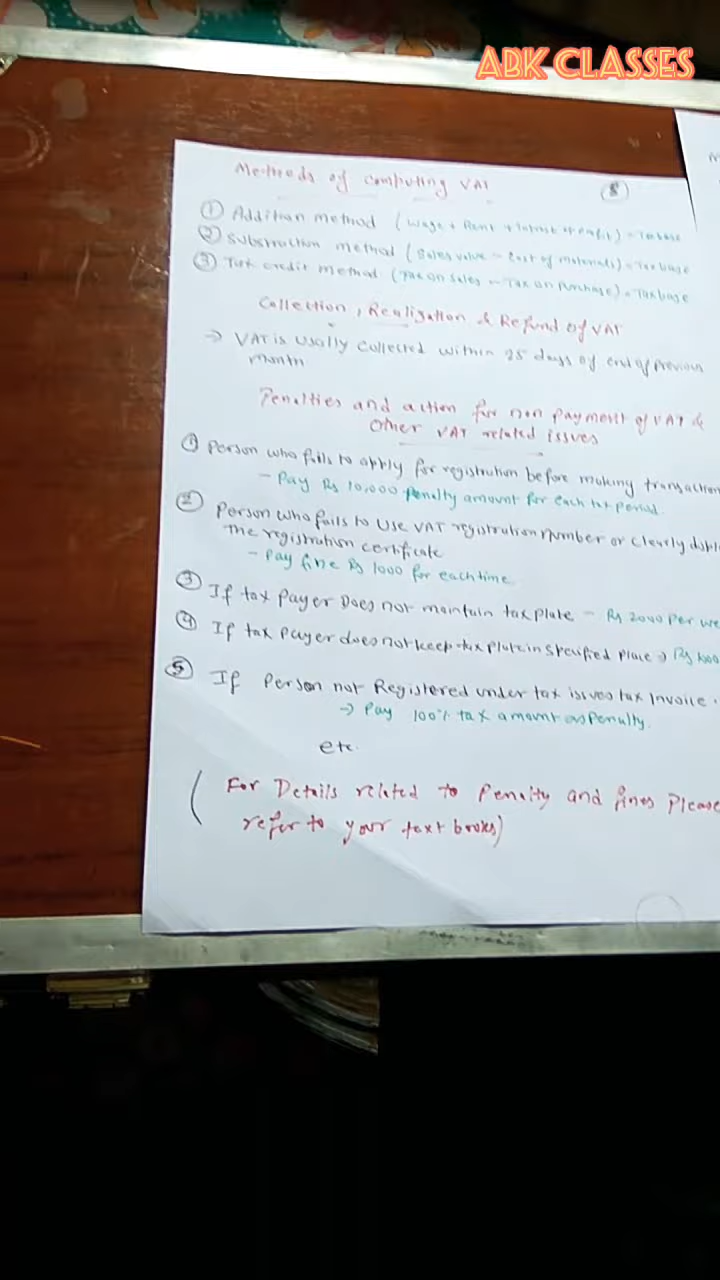 ABK CLASSES
Methods of Computing VAT
8
① Addition method (Wage + Rent + Interest + Profit) = Taxbase
② Substraction method (Sales value - Cost of materials) = Tax base
③ Tax credit method (Tax on sales - Tax on Purchase) = Tax base
Collection, Realization & Refund of VAT
→ VAT is Usally Collected within 25 days of end of Previous
Month
Penalties and action for non payment of VAT &
other VAT related issues
① Person who fails to apply for registration before making transaction
- Pay Rs 10,000 Penalty amount for each tax period.
② Person who fails to Use VAT registration number or clearly displ
the registration certificate
- Pay fine Rs 1000 for each time
③ If tax payer Does not maintain tax plate - Rs 2000 Per
④ If tax payer does not keep tax plate in specified place → Rs
⑤ If Person not Registered under tax issues tax Invoice.
→ Pay 100% tax amount as Penalty.
etc
(For Details related to Penalty and fines Please
refer to your text books)